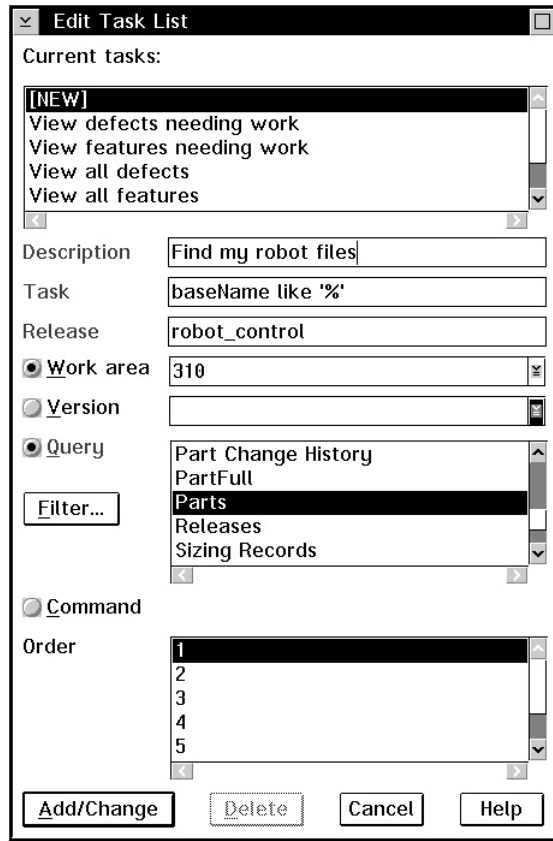 Edit Task List
Current tasks:
[NEW]
View defects needing work
View features needing work
View all defects
View all features
Description Find my robot files
Task baseName like '%'
Release robot_control
Work area 310
Version
Query
Part Change History
PartFull
Parts
Releases
Sizing Records
Filter...
Command
Order
1
2
3
4
5
Add/Change Delete Cancel Help